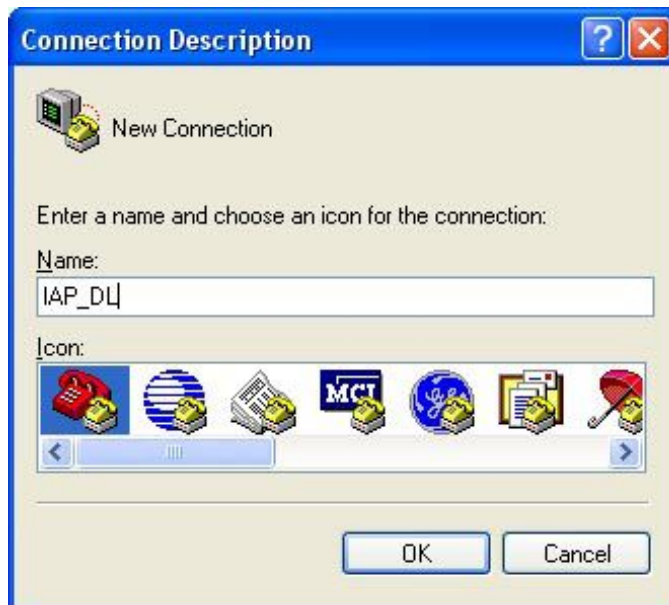 Connection Description
New Connection
Enter a name and choose an icon for the connection:
Name:
IAP_DL
Icon:
MCI
OK
Cancel